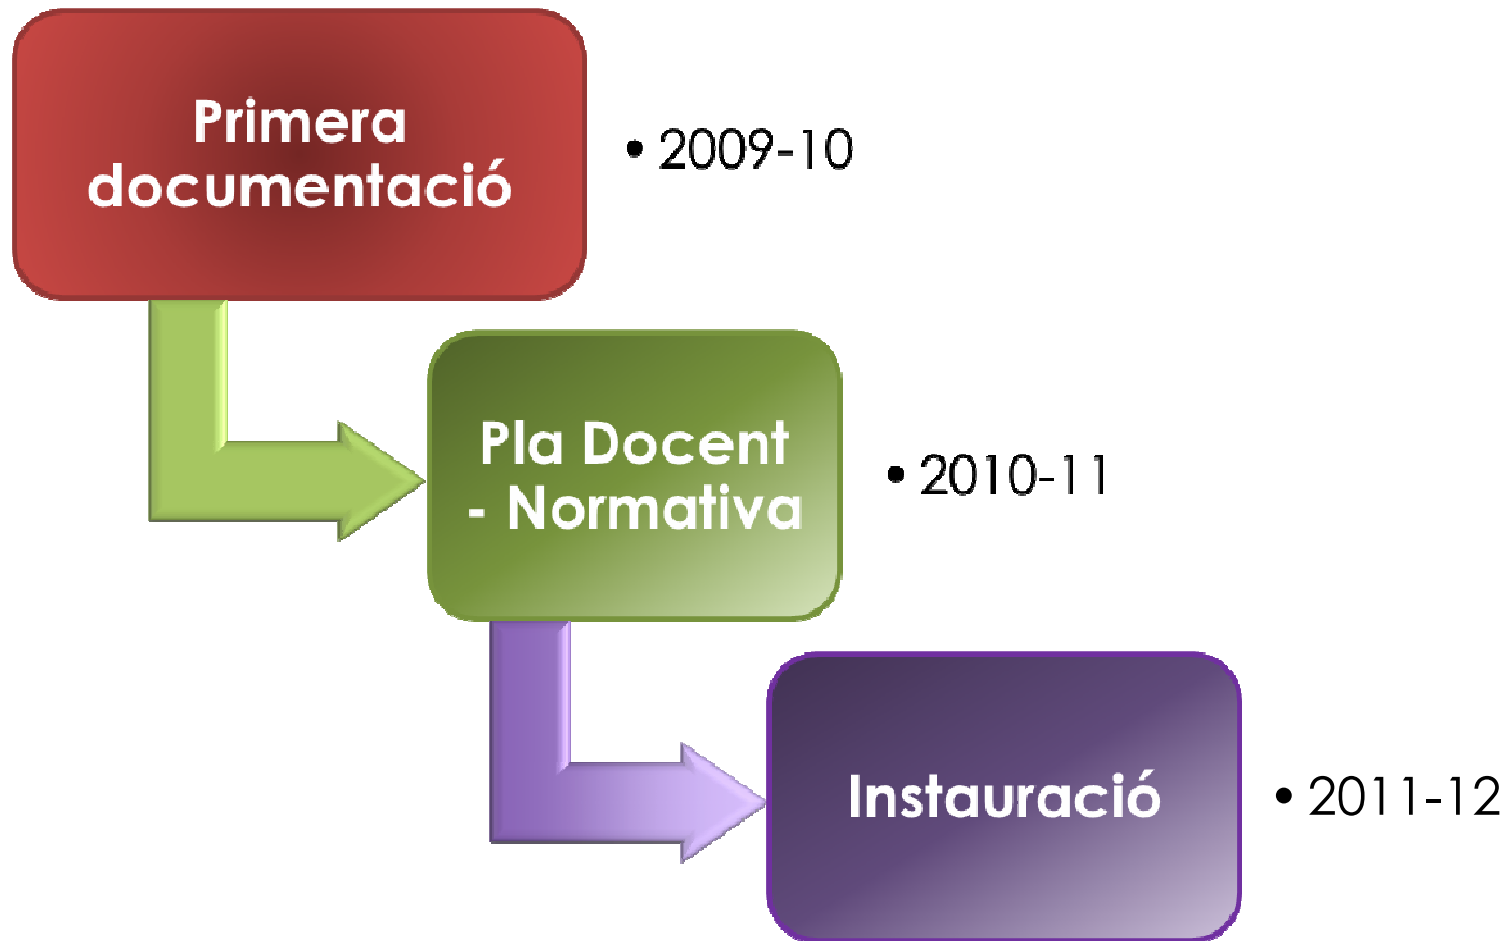 Primera
documentació
• 2009-10
Pla Docent
- Normativa
• 2010-11
Instauració
• 2011-12